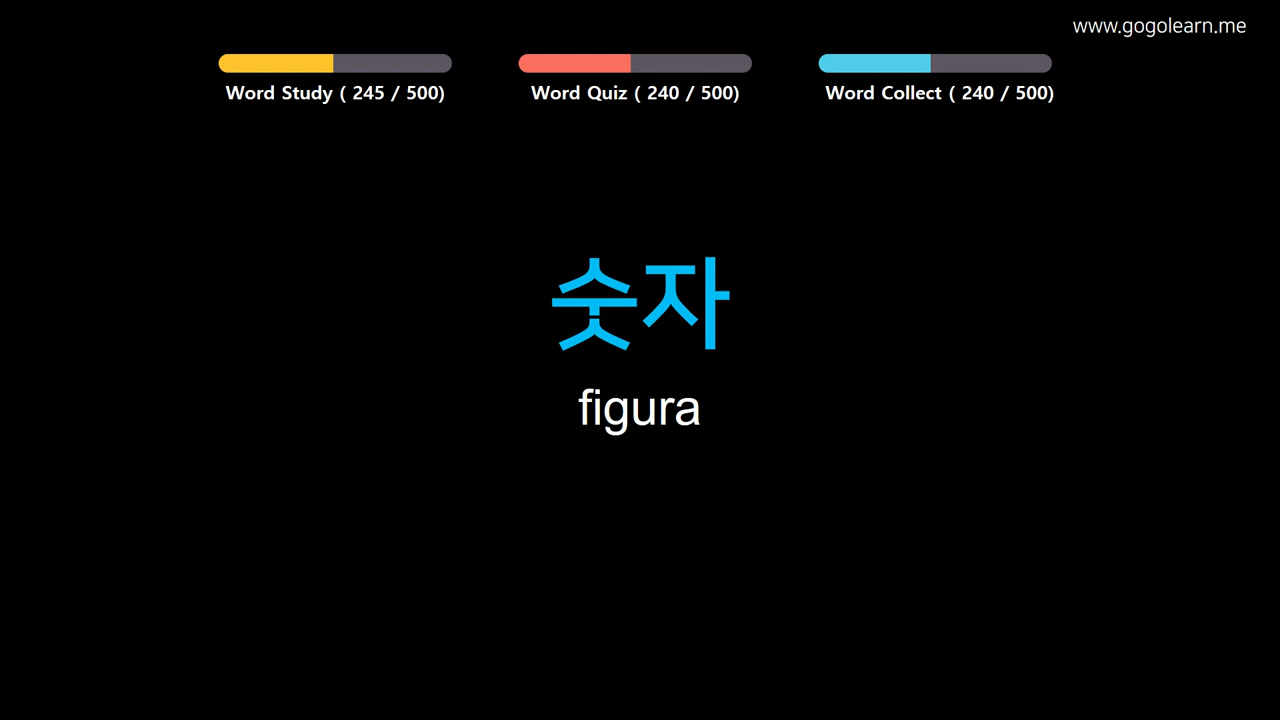 www.gogolearn.me
Word Study ( 245 / 500)
Word Quiz ( 240 / 500)
Word Collect ( 240 / 500)
숫자
figura